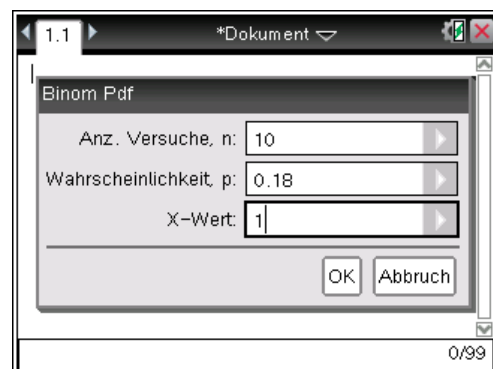 1.1 *Dokument
Binom Pdf
Anz. Versuche, n: 10
Wahrscheinlichkeit, p: 0.18
X-Wert: 1
OK Abbruch
0/99